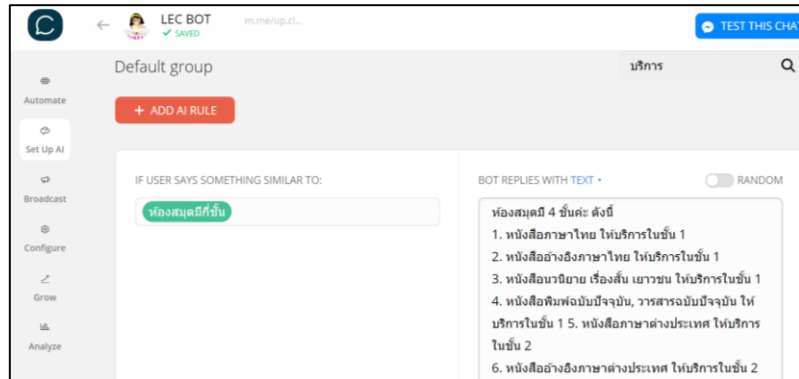 LEC BOT
m.me/up.cl...
SAVED
TEST THIS CHA
Default group
บริการ
Automate
+ ADD AI RULE
Set Up AI
IF USER SAYS SOMETHING SIMILAR TO:
BOT REPLIES WITH TEXT
RANDOM
Broadcast
ห้องสมุดมีกี่ชั้น
ห้องสมุดมี 4 ชั้นค่ะ ดังนี้
1. หนังสือภาษาไทย ให้บริการในชั้น 1
Configure
2. หนังสืออ้างอิงภาษาไทย ให้บริการในชั้น 1
3. หนังสือนวนิยาย เรื่องสั้น เยาวชน ให้บริการในชั้น 1
Grow
4. หนังสือพิมพ์ฉบับปัจจุบัน, วารสารฉบับปัจจุบัน ให้
บริการในชั้น 1 5. หนังสือภาษาต่างประเทศ ให้บริการ
Analyze
ในชั้น 2
6. หนังสืออ้างอิงภาษาต่างประเทศ ให้บริการในชั้น 2